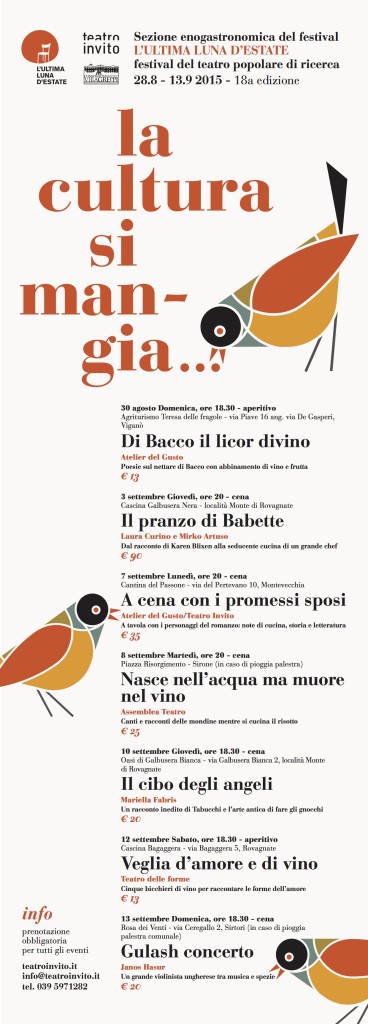 L'ULTIMA
LUNA
D'ESTATE
teatro
invito
Sezione enogastronomica del festival
L'ULTIMA LUNA D'ESTATE
festival del teatro popolare di ricerca
28.8 - 13.9 2015 - 18a edizione
la
cultura
si
man-
gia...
30 agosto Domenica, ore 18.30 - aperitivo
Agriturismo Teresa delle fragole - via Piave 16 ang. via De Gasperi,
Viganò
Di Bacco il licor divino
Atelier del Gusto
Poesie sul nettare di Bacco con abbinamento di vino e frutta
€ 13
3 settembre Giovedì, ore 20 - cena
Cascina Galbusera Nera - località Monte di Rovagnate
Il pranzo di Babette
Laura Curino e Mirko Artuso
Dal racconto di Karen Blixen alla seducente cucina di un grande chef
€ 90
7 settembre Lunedì, ore 20 - cena
Cantina del Passone - via del Pertevano 10, Montevecchia
A cena con i promessi sposi
Atelier del Gusto/Teatro Invito
A tavola con i personaggi del romanzo: note di cucina, storia e letteratura
€ 35
8 settembre Martedì, ore 20 - cena
Piazza Risorgimento - Sirone (in caso di pioggia palestra)
Nasce nell'acqua ma muore
nel vino
Assemblea Teatro
Canti e racconti delle mondine mentre si cucina il risotto
€ 25
10 settembre Giovedì, ore 18.30 - cena
Oasi di Galbusera Bianca - via Galbusera Bianca 2, località Monte
di Rovagnate
Il cibo degli angeli
Mariella Fabris
Un racconto inedito di Tabucchi e l'arte antica di fare gli gnocchi
€ 20
12 settembre Sabato, ore 18.30 - aperitivo
Cascina Bagaggera - via Bagaggera 5, Rovagnate
Veglia d'amore e di vino
Teatro delle forme
Cinque bicchieri di vino per raccontare le forme dell'amore
€ 13
13 settembre Domenica, ore 18.30 - cena
Rosa dei Venti - via Ceregallo 2, Sirtori (in caso di pioggia
palestra comunale)
Gulash concerto
Janos Hasur
Un grande violinista ungherese tra musica e spezie
€ 20
info
prenotazione
obbligatoria
per tutti gli eventi
teatroinvito.it
info@teatroinvito.it
tel. 039 5971282